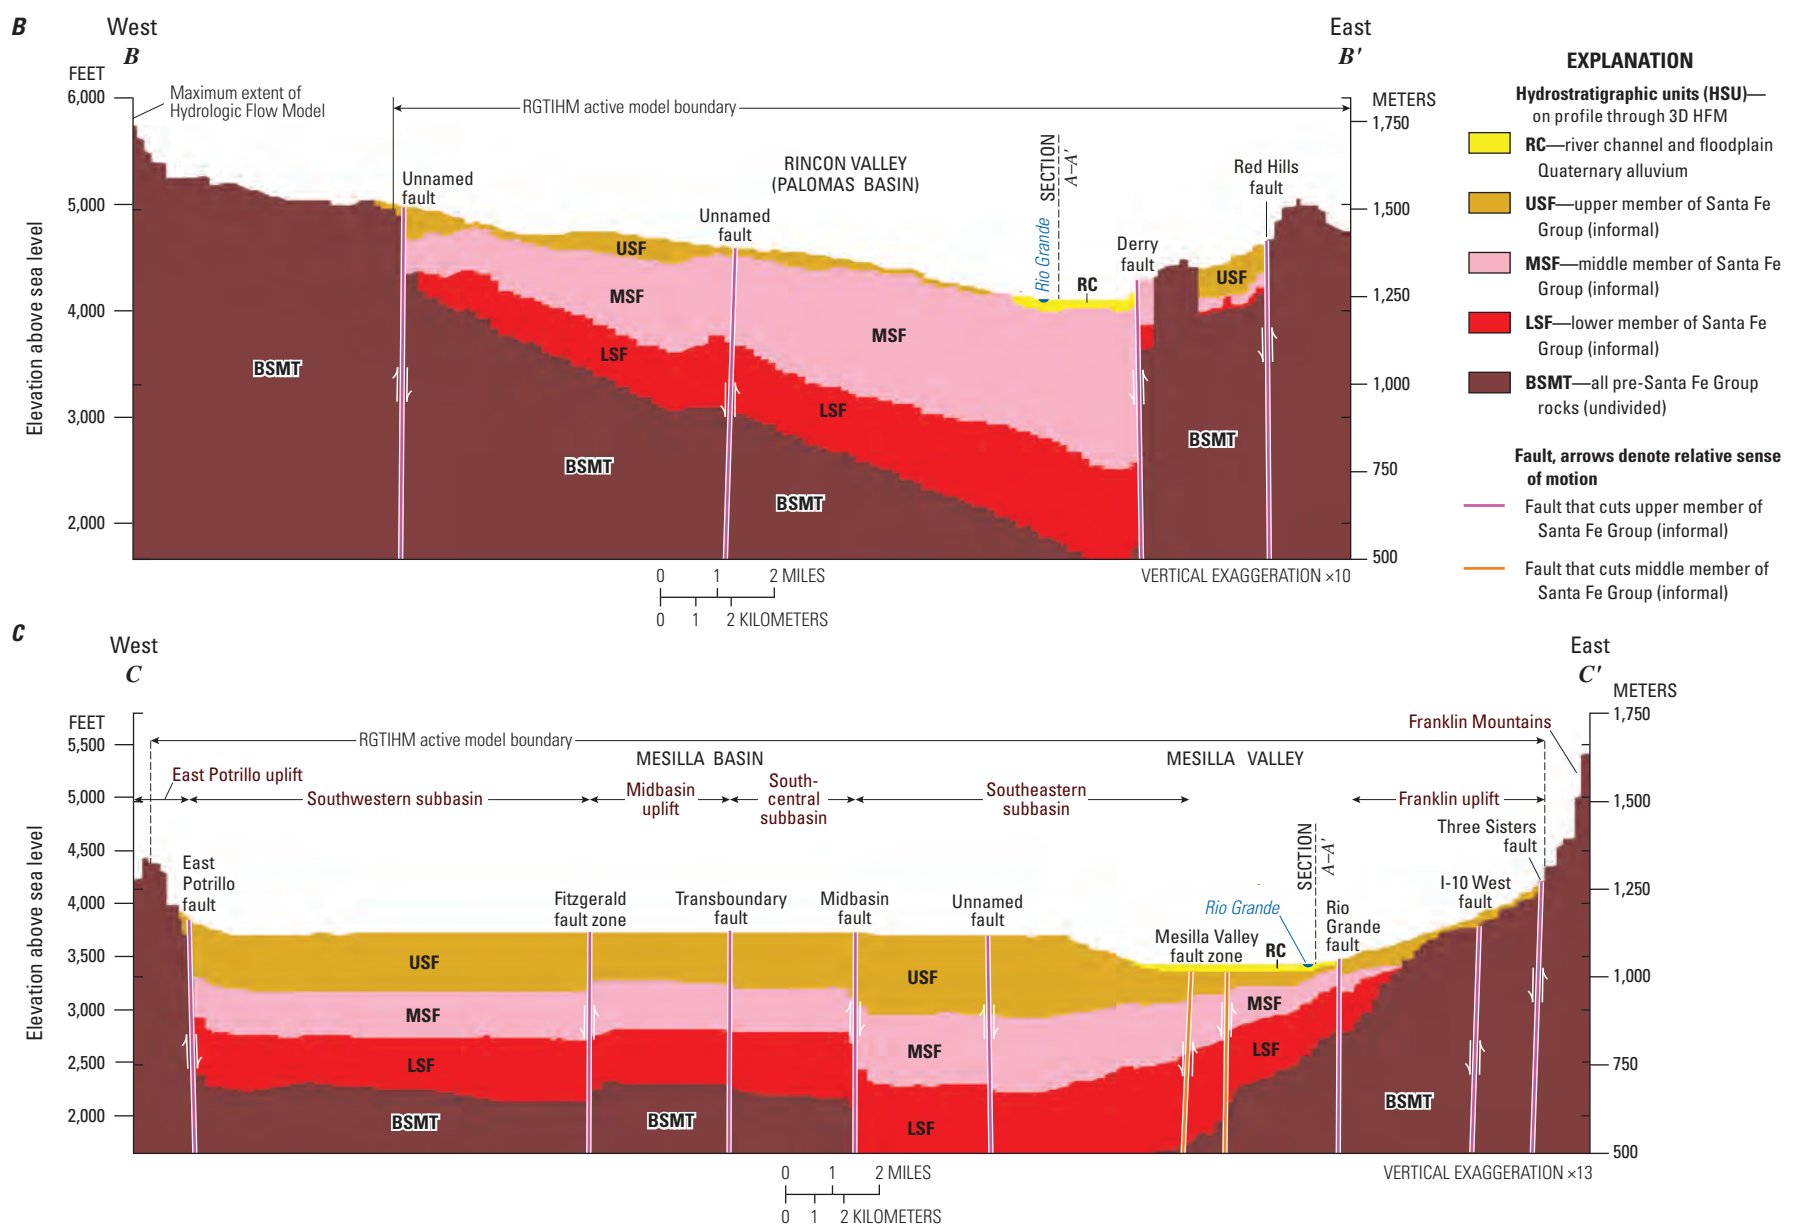 B
West
B
East
B'
FEET
6,000
5,000
4,000
3,000
2,000
Elevation above sea level
Maximum extent of
Hydrologic Flow Model
RGTIHM active model boundary
METERS
1,750
1,500
1,250
1,000
750
500
Unnamed
fault
RINCON VALLEY
(PALOMAS BASIN)
Unnamed
fault
Rio Grande
SECTION
A–A'
RC
Derry
fault
Red Hills
fault
USF
USF
MSF
MSF
LSF
LSF
BSMT
BSMT
BSMT
BSMT
0 1 2 MILES
0 1 2 KILOMETERS
VERTICAL EXAGGERATION ×10
EXPLANATION
Hydrostratigraphic units (HSU)—
on profile through 3D HFM
RC—river channel and floodplain
Quaternary alluvium
USF—upper member of Santa Fe
Group (informal)
MSF—middle member of Santa Fe
Group (informal)
LSF—lower member of Santa Fe
Group (informal)
BSMT—all pre-Santa Fe Group
rocks (undivided)
Fault, arrows denote relative sense
of motion
Fault that cuts upper member of
Santa Fe Group (informal)
Fault that cuts middle member of
Santa Fe Group (informal)
C
West
C
East
C'
FEET
5,500
5,000
4,500
4,000
3,500
3,000
2,500
2,000
Elevation above sea level
METERS
1,750
1,500
1,250
1,000
750
500
RGTIHM active model boundary
MESILLA BASIN
MESILLA VALLEY
Franklin Mountains
East Potrillo uplift
Southwestern subbasin
Midbasin
uplift
South-
central
subbasin
Southeastern
subbasin
Franklin uplift
East
Potrillo
fault
Fitzgerald
fault zone
Transboundary
fault
Midbasin
fault
Unnamed
fault
Mesilla Valley
fault zone
Rio Grande
RC
SECTION
A–A'
Rio
Grande
fault
I-10 West
fault
Three Sisters
fault
USF
USF
MSF
MSF
MSF
LSF
LSF
LSF
BSMT
BSMT
BSMT
0 1 2 MILES
0 1 2 KILOMETERS
VERTICAL EXAGGERATION ×13